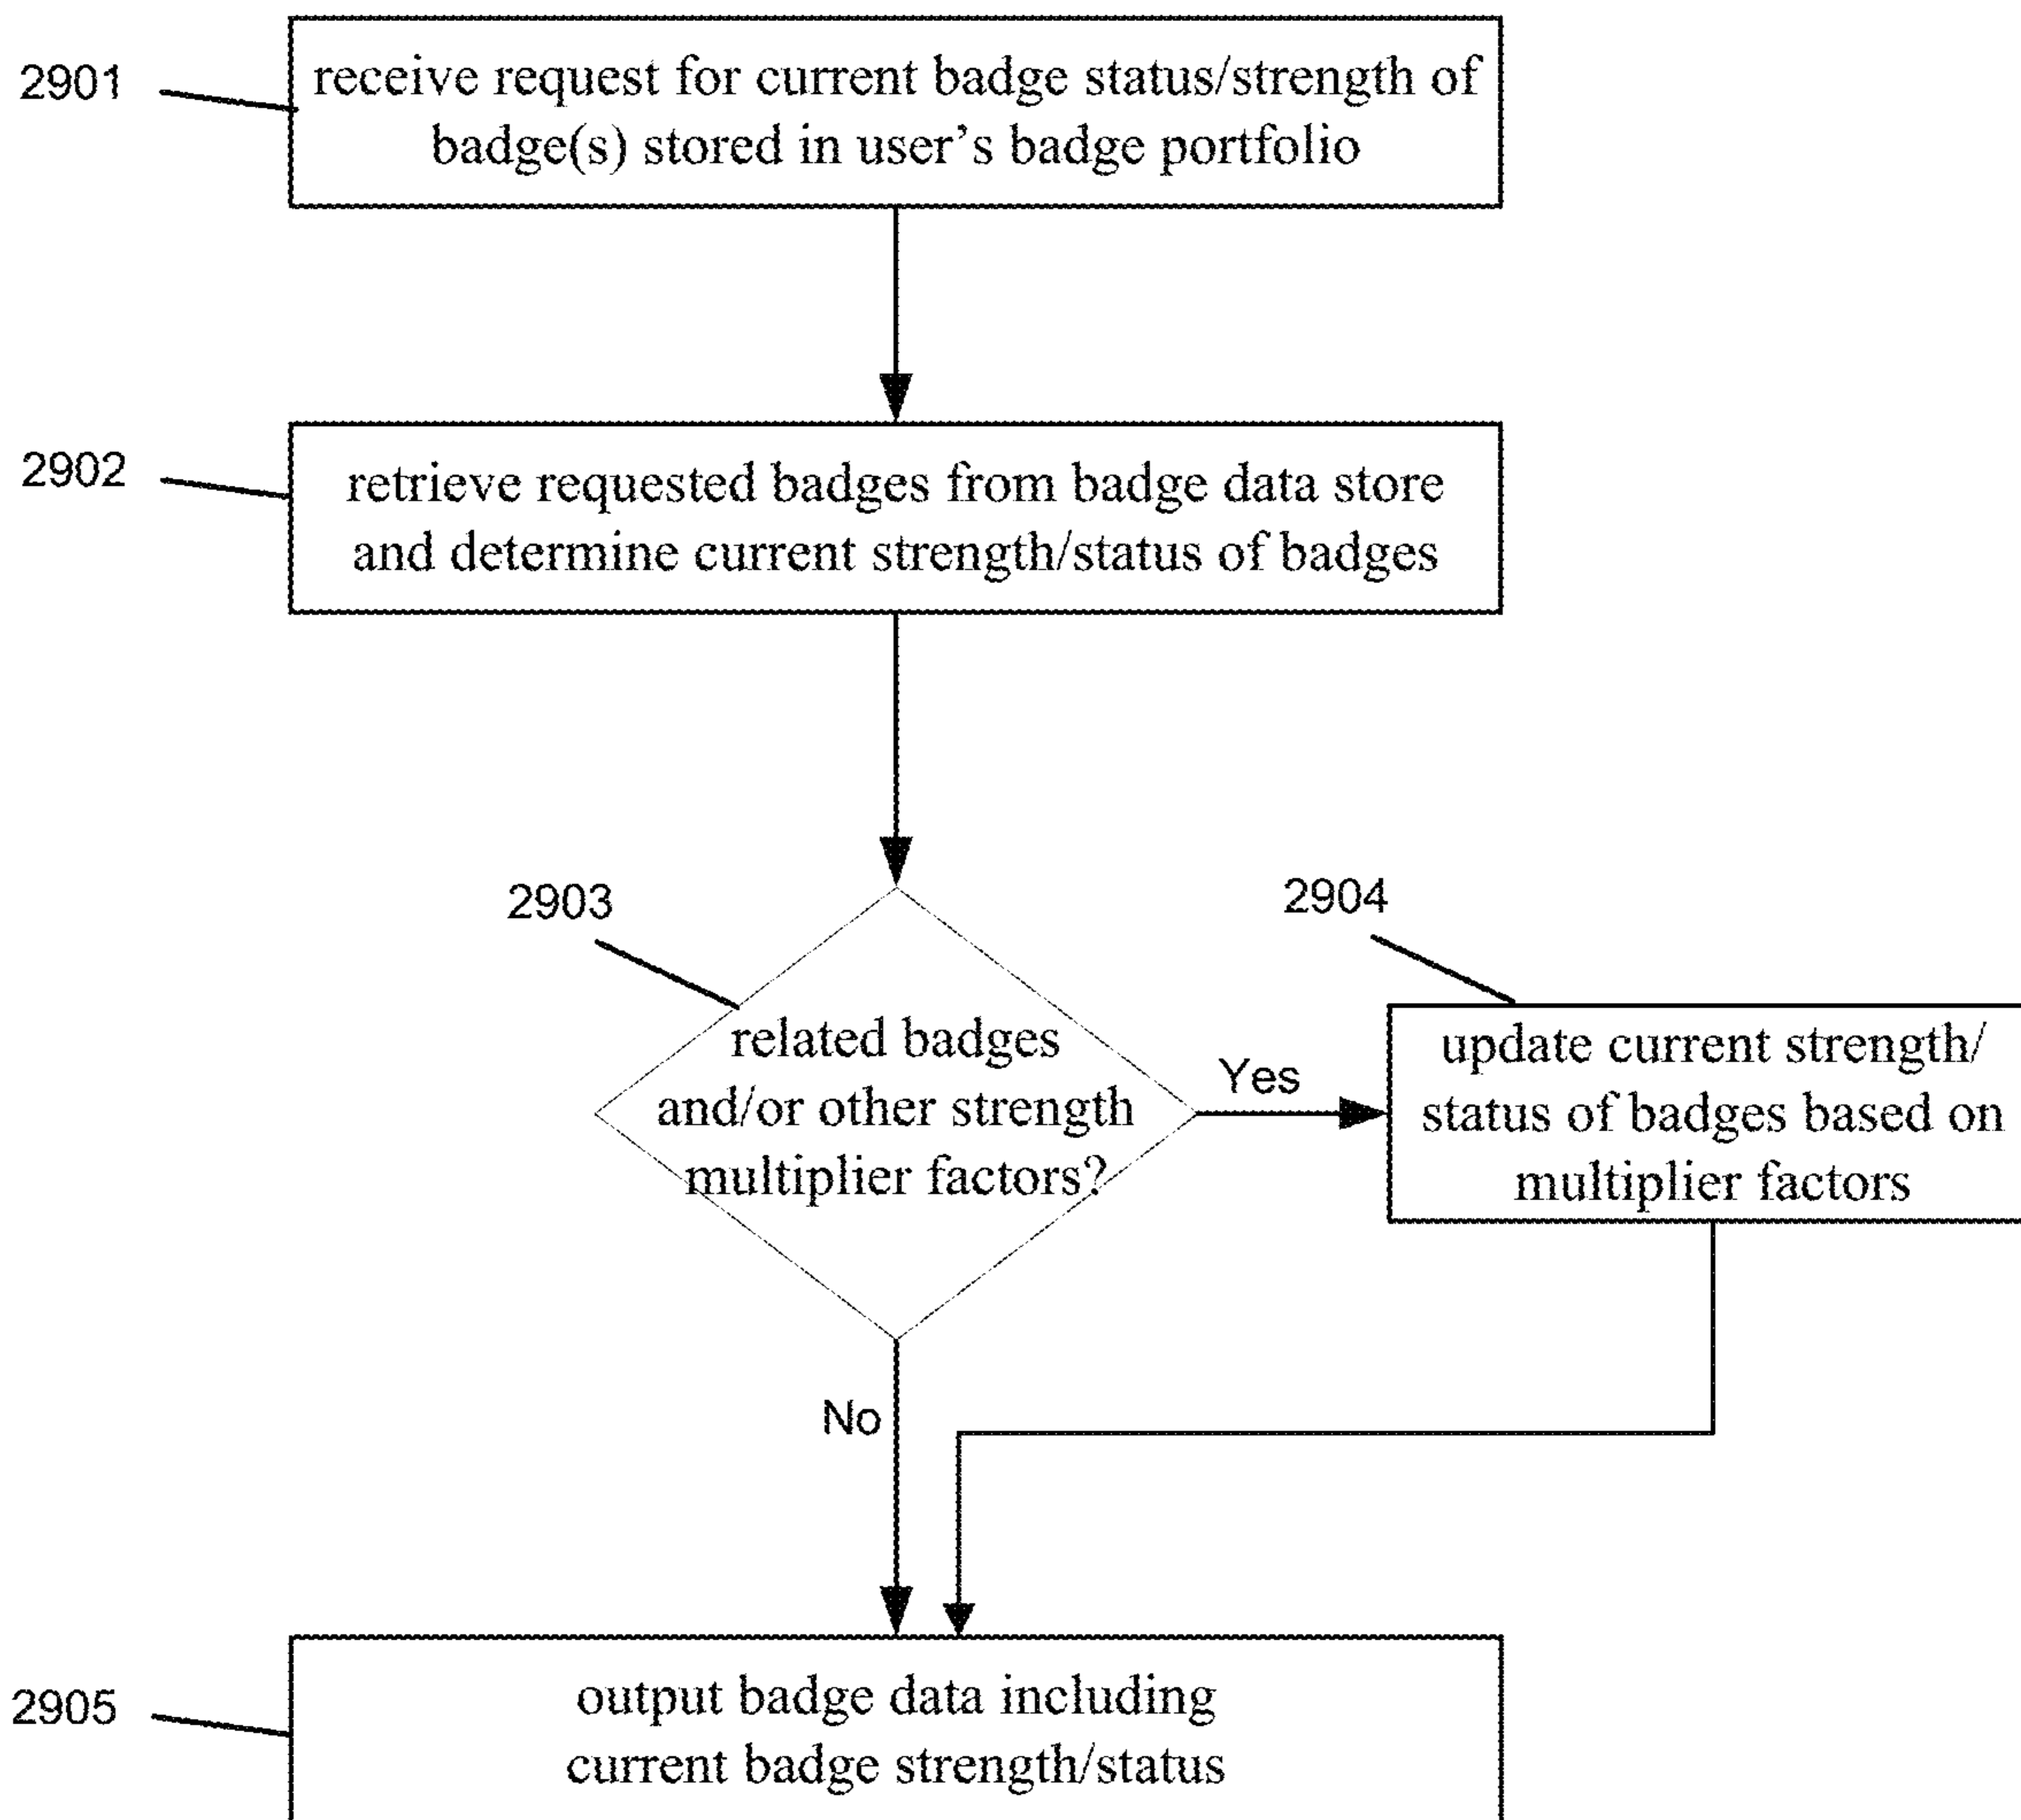 2901
receive request for current badge status/strength of
badge(s) stored in user’s badge portfolio
2902
retrieve requested badges from badge data store
and determine current strength/status of badges
2903
related badges
and/or other strength
multiplier factors?
Yes
2904
update current strength/
status of badges based on
multiplier factors
No
2905
output badge data including
current badge strength/status